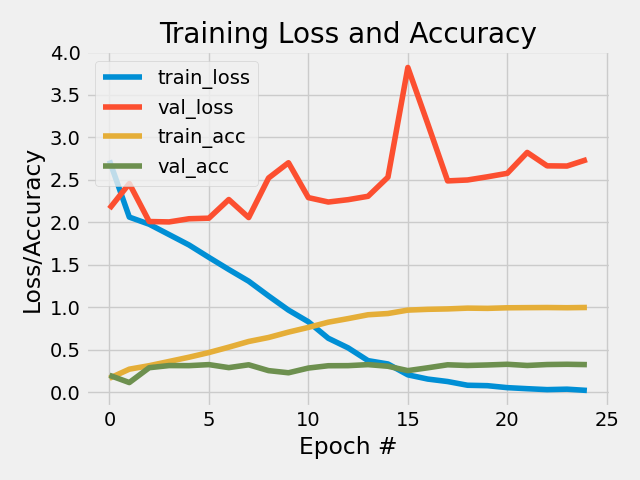 Training Loss and Accuracy
train_loss
val_loss
train_acc
val_acc
Loss/Accuracy
4.0
3.5
3.0
2.5
2.0
1.5
1.0
0.5
0.0
0 5 10 15 20 25
Epoch #